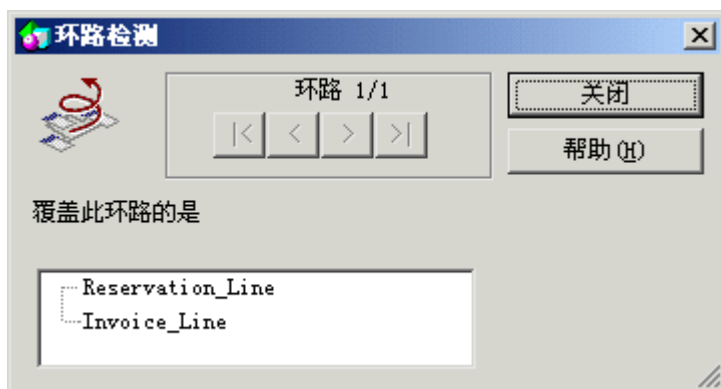 环路检测
环路 1/1
|< < > >|
关闭
帮助(H)
覆盖此环路的是
Reservation_Line
Invoice_Line